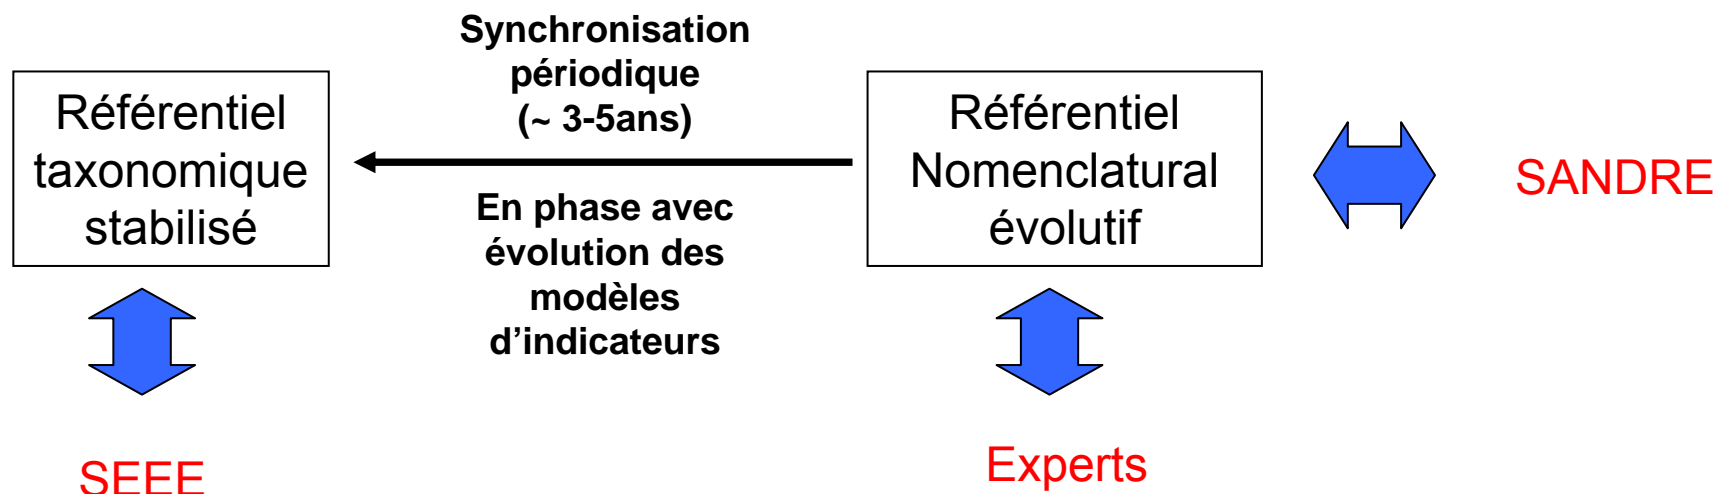 Référentiel
taxonomique
stabilisé
Synchronisation
périodique
(~ 3-5ans)
En phase avec
évolution des
modèles
d’indicateurs
Référentiel
Nomenclatural
évolutif
SANDRE
SEEE
Experts